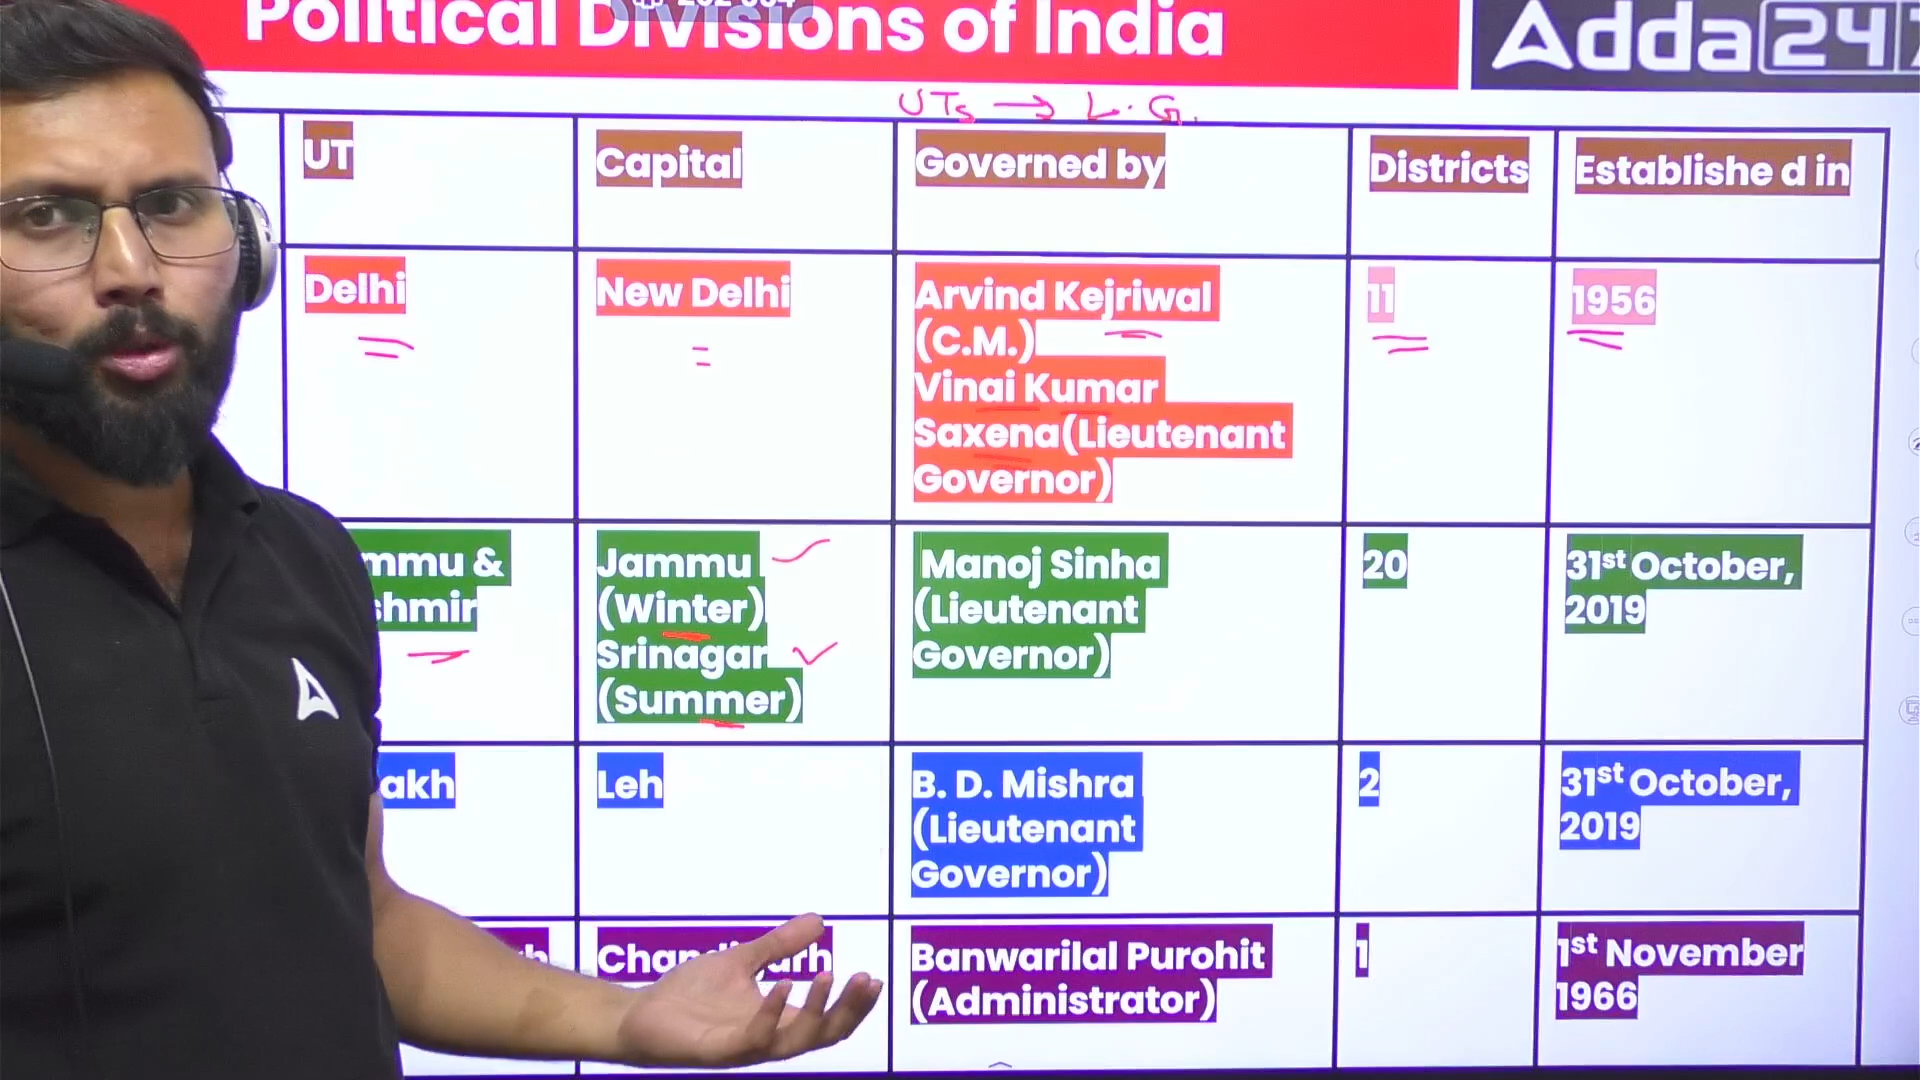 Political Divisions of India
Adda 247
UTs → L.G.
UT Capital Governed by Districts Establishe d in
Delhi New Delhi Arvind Kejriwal 11 1956
(C.M.)
Vinai Kumar
Saxena(Lieutenant
Governor)
mmu & Jammu Manoj Sinha 20 31st October,
shmir (Winter) (Lieutenant 2019
Srinagar Governor)
(Summer)
akh Leh B. D. Mishra 2 31st October,
(Lieutenant 2019
Governor)
Chandigarh Banwarilal Purohit 1 1st November
(Administrator) 1966